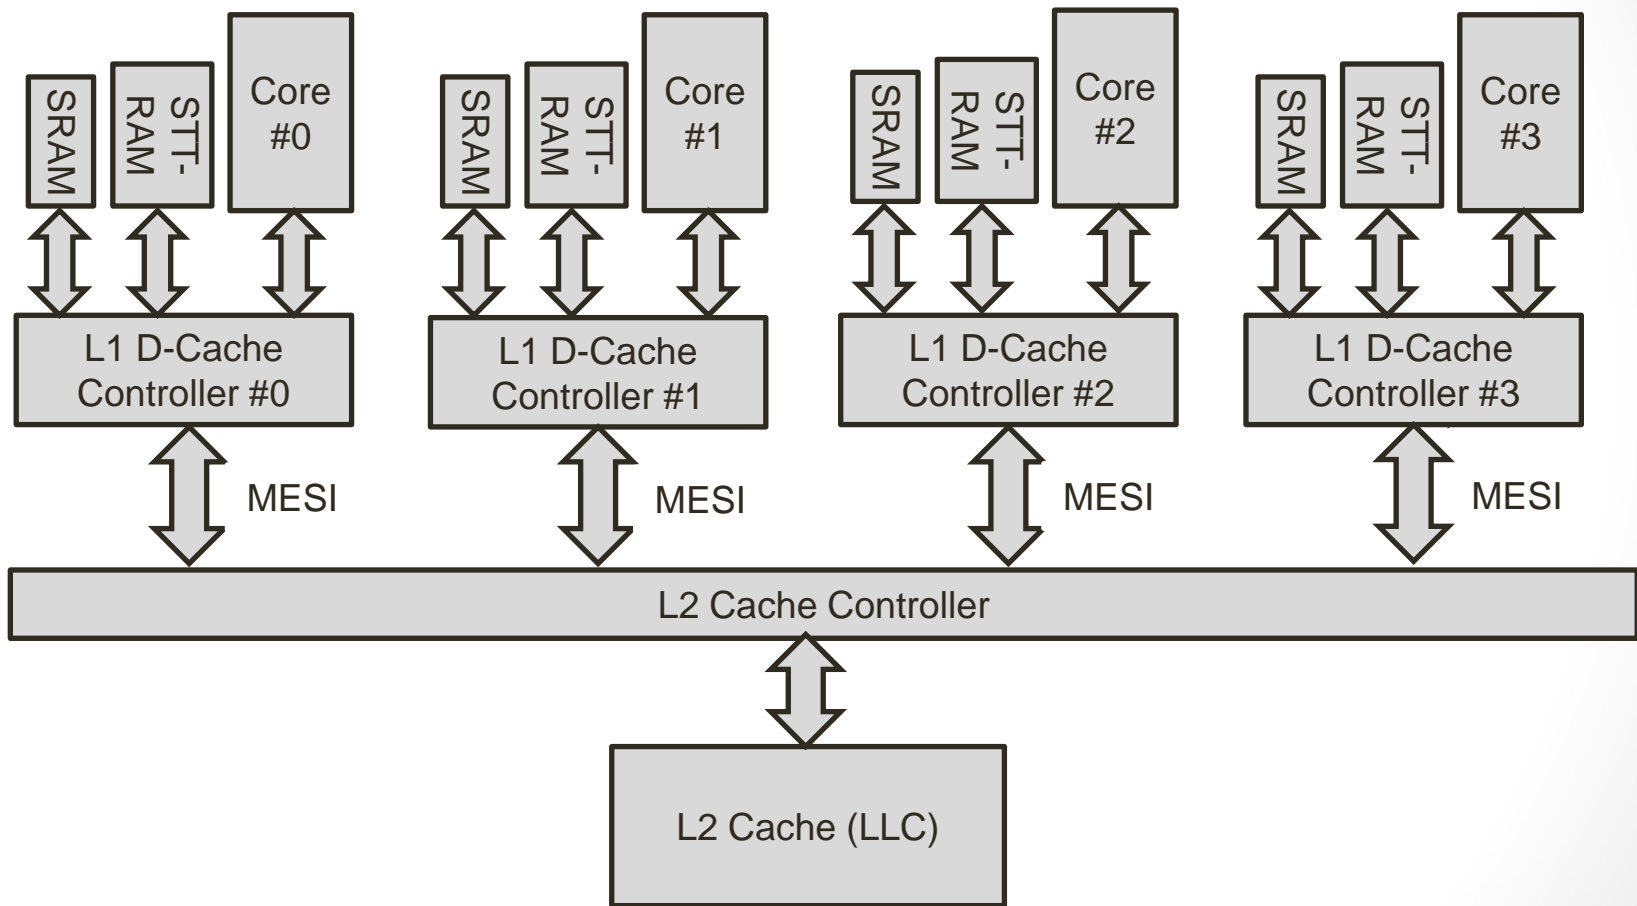 SRAM
STT-
RAM
Core
#0
SRAM
STT-
RAM
Core
#1
SRAM
STT-
RAM
Core
#2
SRAM
STT-
RAM
Core
#3
L1 D-Cache
Controller #0
L1 D-Cache
Controller #1
L1 D-Cache
Controller #2
L1 D-Cache
Controller #3
MESI
MESI
MESI
MESI
L2 Cache Controller
L2 Cache (LLC)